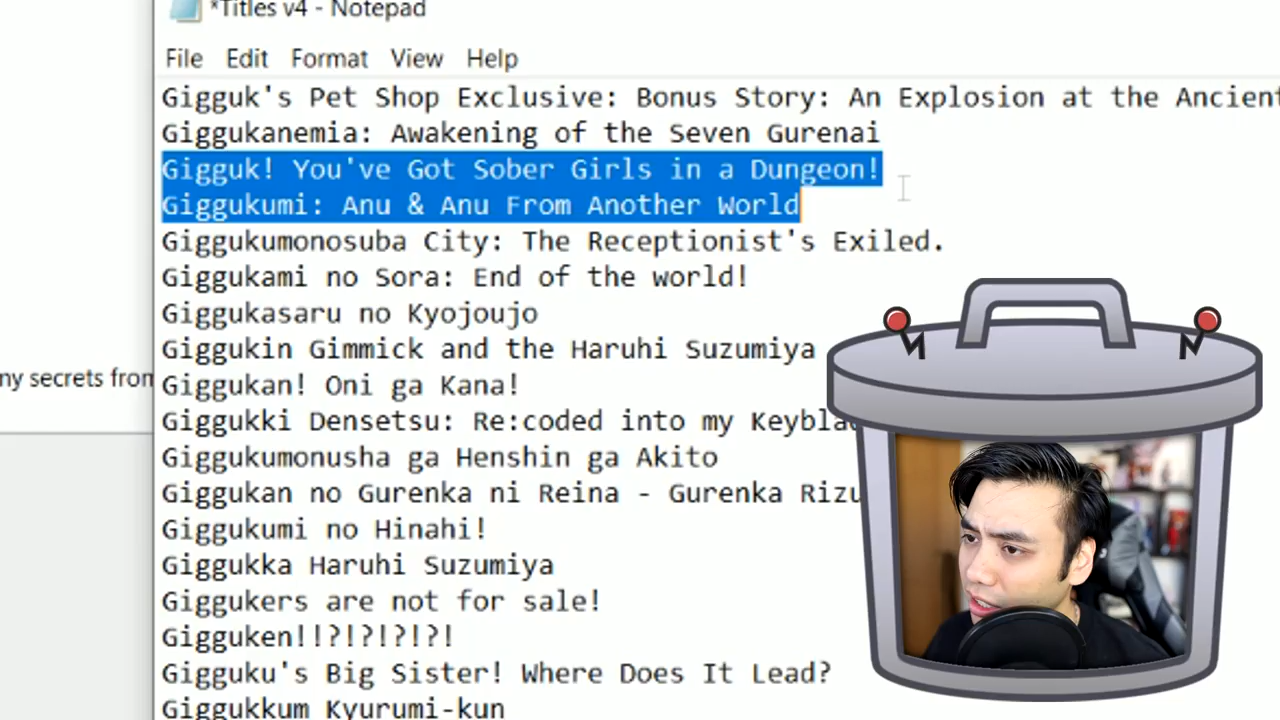 *Titles v4 - Notepad
File Edit Format View Help
Gigguk's Pet Shop Exclusive: Bonus Story: An Explosion at the Ancient
Giggukanemia: Awakening of the Seven Gurenai
Gigguk! You've Got Sober Girls in a Dungeon!
Giggukumi: Anu & Anu From Another World
Giggukumonosuba City: The Receptionist's Exiled.
Giggukami no Sora: End of the world!
Giggukasaru no Kyojoujo
Giggukin Gimmick and the Haruhi Suzumiya
Giggukan! Oni ga Kana!
my secrets from
Giggukki Densetsu: Re:coded into my
Giggukumonusha ga Henshin ga Akito
Giggukan no Gurenka ni Reina - Gurenka
Giggukumi no Hinahi!
Giggukka Haruhi Suzumiya
Giggukers are not for sale!
Gigguken!!?!?!?!?!
Gigguku's Big Sister! Where Does It Lead?
Giggukkum Kyurumi-kun